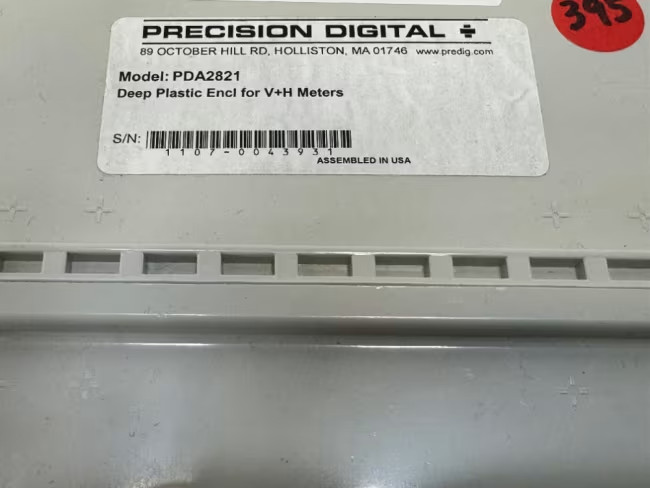 395
PRECISION DIGITAL
89 OCTOBER HILL RD, HOLLISTON, MA 01746 www.predig.com
Model: PDA2821
Deep Plastic Encl for V+H Meters
S/N:
1107-0043931
ASSEMBLED IN USA